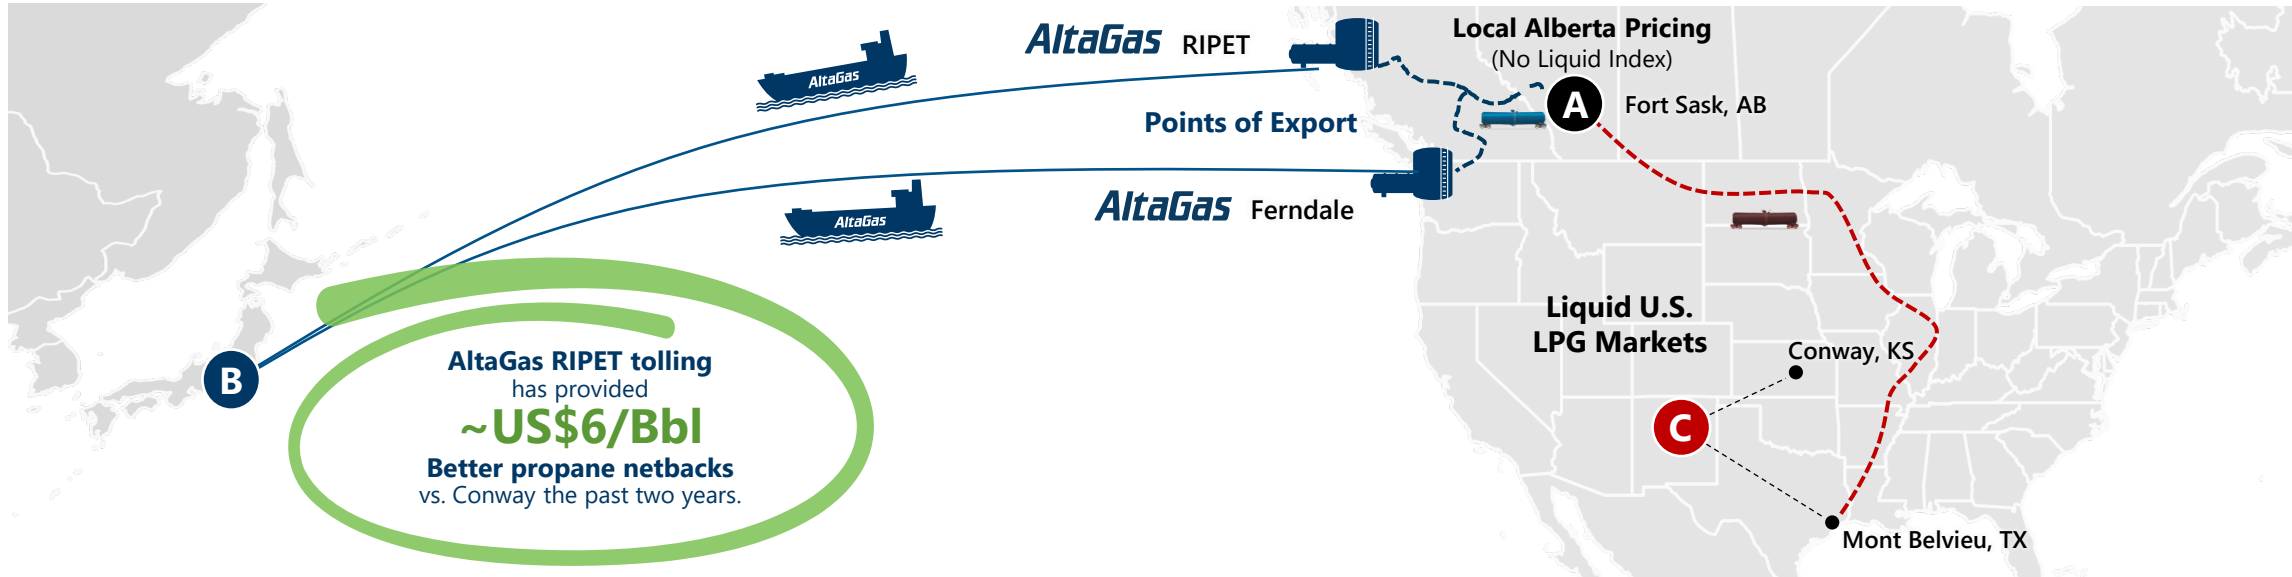 AltaGas RIPET
Local Alberta Pricing
(No Liquid Index)
AltaGas
A
Fort Sask, AB
Points of Export
AltaGas Ferndale
AltaGas
Liquid U.S.
LPG Markets
Conway, KS
B
AltaGas RIPET tolling
has provided
~US$6/Bbl
Better propane netbacks
vs. Conway the past two years.
C
Mont Belvieu, TX